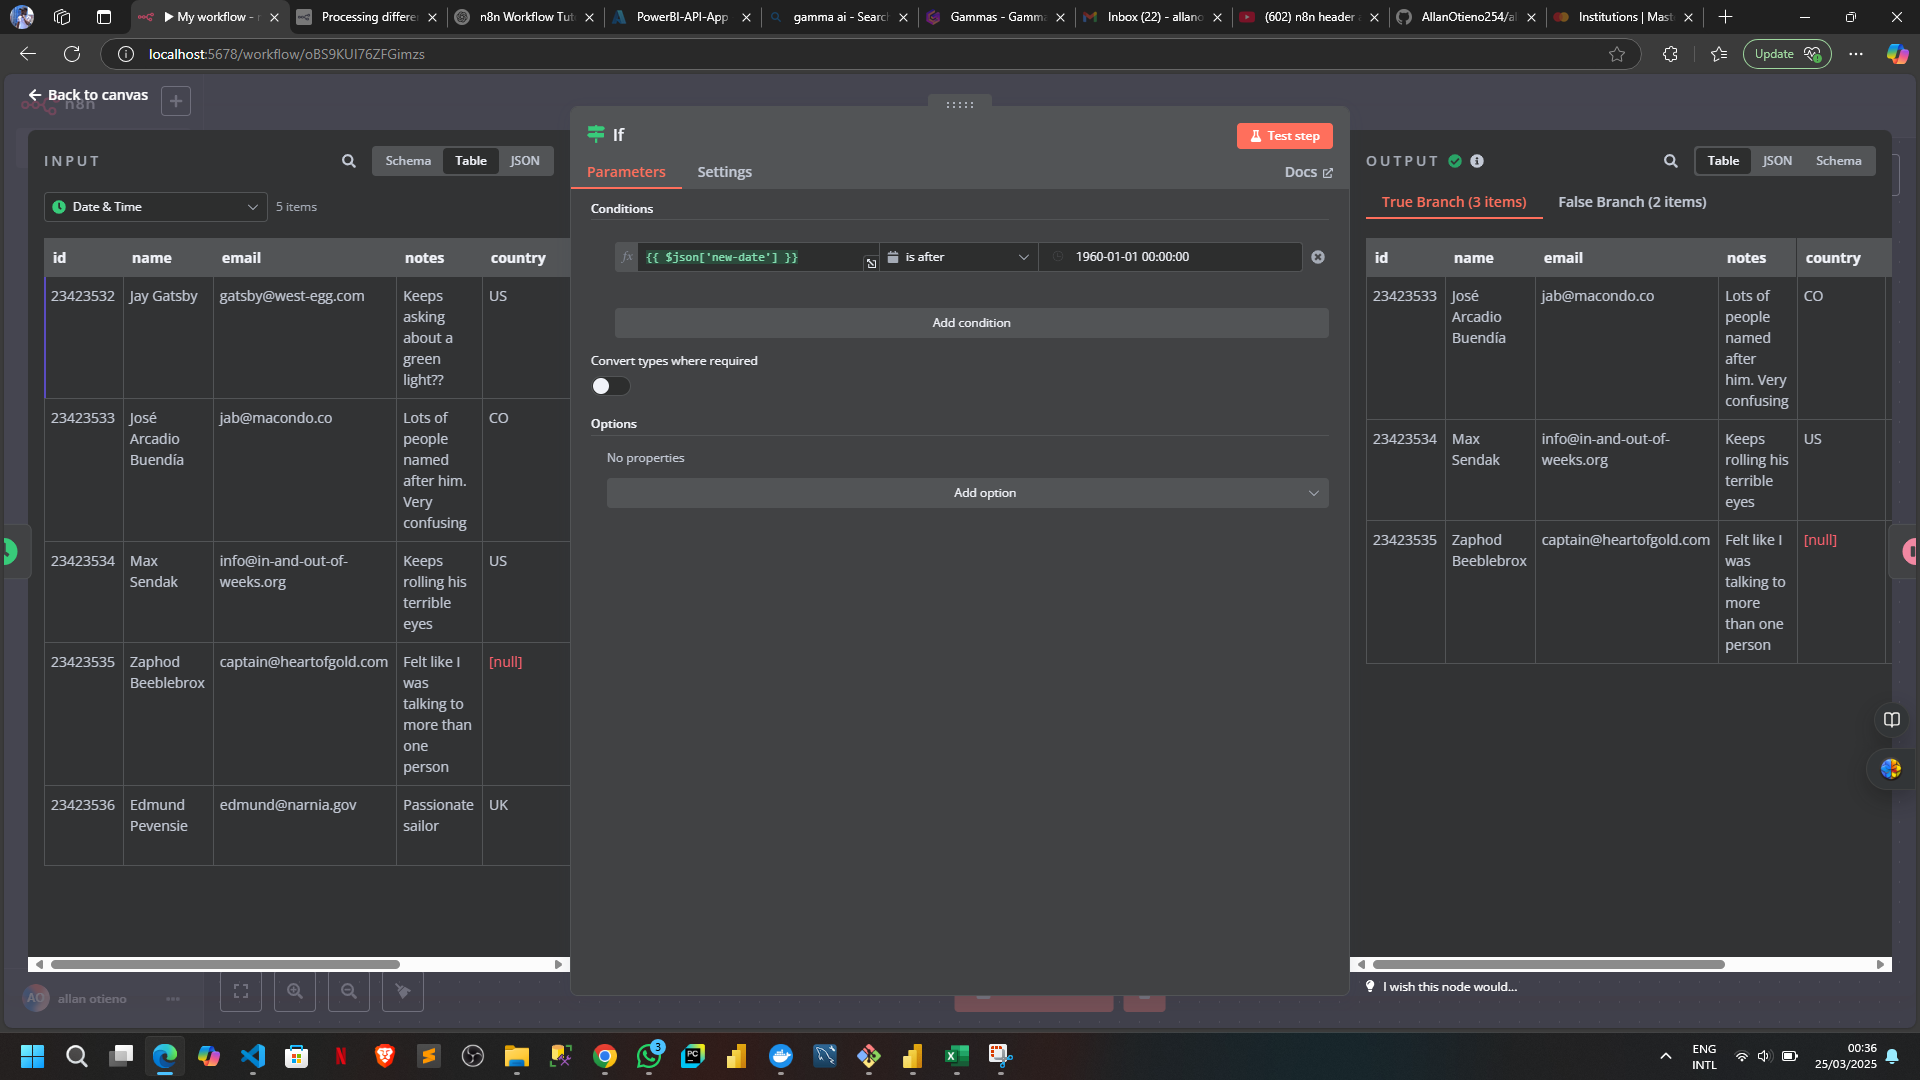 My workflow - n
Processing differe
n8n Workflow Tut
PowerBI-API-App
gamma ai - Search
Gammas - Gamma
Inbox (22) - allano
(602) n8n header a
AllanOtieno254/al
Institutions | Mast
localhost:5678/workflow/oBS9KUI76ZFGimzs
Update
Back to canvas
n8n
INPUT
Schema
Table
JSON
Date & Time
5 items
id
name
email
notes
country
23423532
Jay Gatsby
gatsby@west-egg.com
Keeps
asking
about a
green
light??
US
23423533
José
Arcadio
Buendía
jab@macondo.co
Lots of
people
named
after him.
Very
confusing
CO
23423534
Max
Sendak
info@in-and-out-of-
weeks.org
Keeps
rolling his
terrible
eyes
US
23423535
Zaphod
Beeblebrox
captain@heartofgold.com
Felt like I
was
talking to
more than
one
person
[null]
23423536
Edmund
Pevensie
edmund@narnia.gov
Passionate
sailor
UK
If
Test step
Parameters
Settings
Docs
Conditions
fx
{{ $json['new-date'] }}
is after
1960-01-01 00:00:00
Add condition
Convert types where required
Options
No properties
Add option
OUTPUT
Table
JSON
Schema
True Branch (3 items)
False Branch (2 items)
id
name
email
notes
country
23423533
José
Arcadio
Buendía
jab@macondo.co
Lots of
people
named
after
him. Very
confusing
CO
23423534
Max
Sendak
info@in-and-out-of-
weeks.org
Keeps
rolling his
terrible
eyes
US
23423535
Zaphod
Beeblebrox
captain@heartofgold.com
Felt like I
was
talking to
more
than one
person
[null]
I wish this node would...
AO
allan otieno
3
ENG
INTL
00:36
25/03/2025